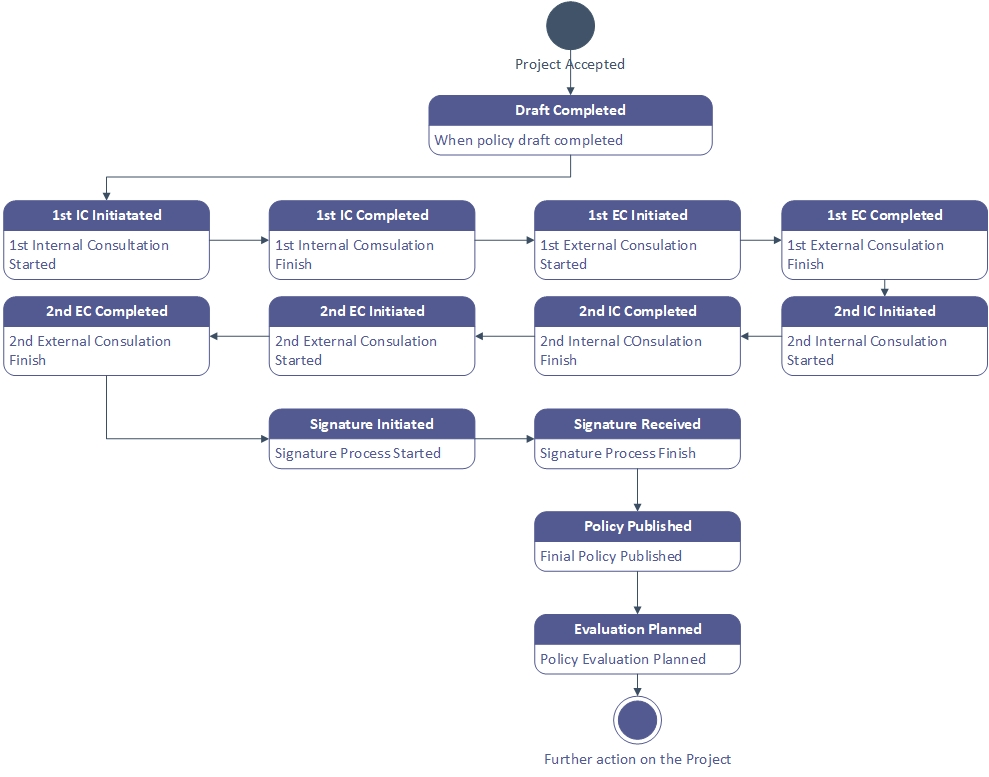 Project Accepted
Draft Completed
When policy draft completed
1st IC Initiatated
1st Internal Consultation
Started
1st IC Completed
1st Internal Comsulation
Finish
1st EC Initiated
1st External Consulation
Started
1st EC Completed
1st External Consulation
Finish
2nd EC Completed
2nd External Consulation
Finish
2nd EC Initiated
2nd External Consulation
Started
2nd IC Completed
2nd Internal COnsulation
Finish
2nd IC Initiated
2nd Internal Consulation
Started
Signature Initiated
Signature Process Started
Signature Received
Signature Process Finish
Policy Published
Finial Policy Published
Evaluation Planned
Policy Evaluation Planned
Further action on the Project